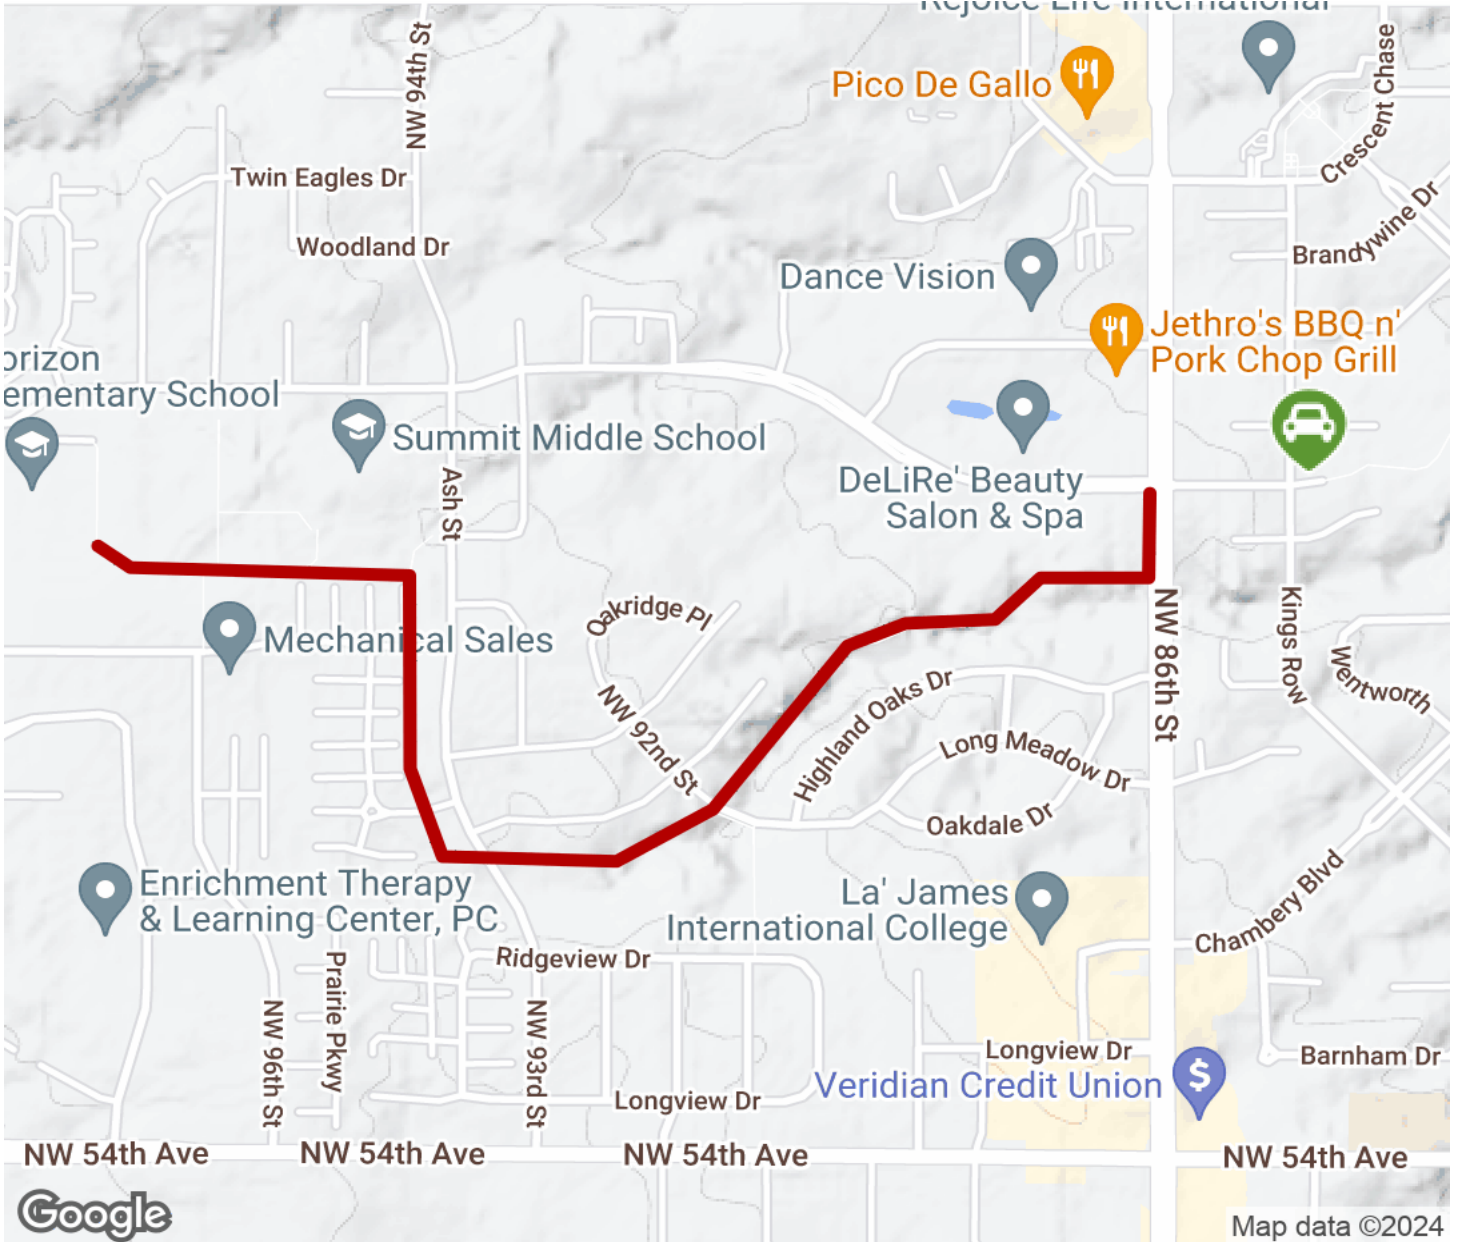 Rejoice Life International
NW 94th St
Pico De Gallo
Crescent Chase
Twin Eagles Dr
Woodland Dr
Brandywine Dr
Dance Vision
Jethro's BBQ n'
Pork Chop Grill
orizon
ementary School
Summit Middle School
Ash St
DeLiRe' Beauty
Salon & Spa
Oakridge Pl
Mechanical Sales
NW 86th St
Kings Row
Wentworth
NW 92nd St
Highland Oaks Dr
Long Meadow Dr
Oakdale Dr
Enrichment Therapy
& Learning Center, PC
La' James
International College
Chambery Blvd
Ridgeview Dr
Prairie Pkwy
NW 96th St
NW 93rd St
Longview Dr
Barnham Dr
Veridian Credit Union
Longview Dr
NW 54th Ave
NW 54th Ave
NW 54th Ave
NW 54th Ave
Google
Map data ©2024